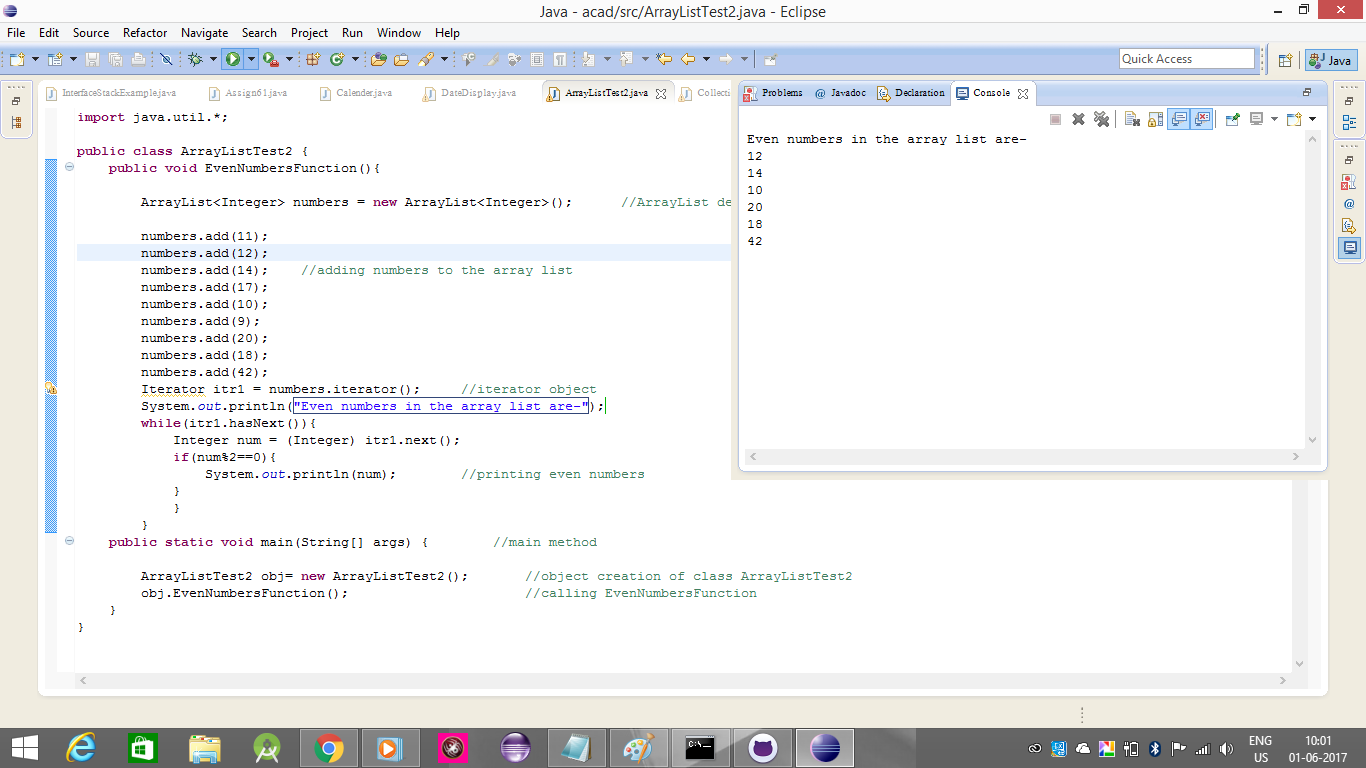 Java - acad/src/ArrayListTest2.java - Eclipse
File Edit Source Refactor Navigate Search Project Run Window Help
Quick Access
Java
InterfaceStackExample.java Assign61.java Calender.java DateDisplay.java ArrayListTest2.java
import java.util.*;
public class ArrayListTest2 {
public void EvenNumbersFunction(){
ArrayList<Integer> numbers = new ArrayList<Integer>(); //ArrayList de
numbers.add(11);
numbers.add(12);
numbers.add(14); //adding numbers to the array list
numbers.add(17);
numbers.add(10);
numbers.add(9);
numbers.add(20);
numbers.add(18);
numbers.add(42);
Iterator itr1 = numbers.iterator(); //iterator object
System.out.println("Even numbers in the array list are-");
while(itr1.hasNext()){
Integer num = (Integer) itr1.next();
if(num%2==0){
System.out.println(num); //printing even numbers
}
}
}
public static void main(String[] args) { //main method
ArrayListTest2 obj= new ArrayListTest2(); //object creation of class ArrayListTest2
obj.EvenNumbersFunction(); //calling EvenNumbersFunction
}
}
Problems @ Javadoc Declaration Console
Even numbers in the array list are-
12
14
10
20
18
42
ENG
US
10:01
01-06-2017